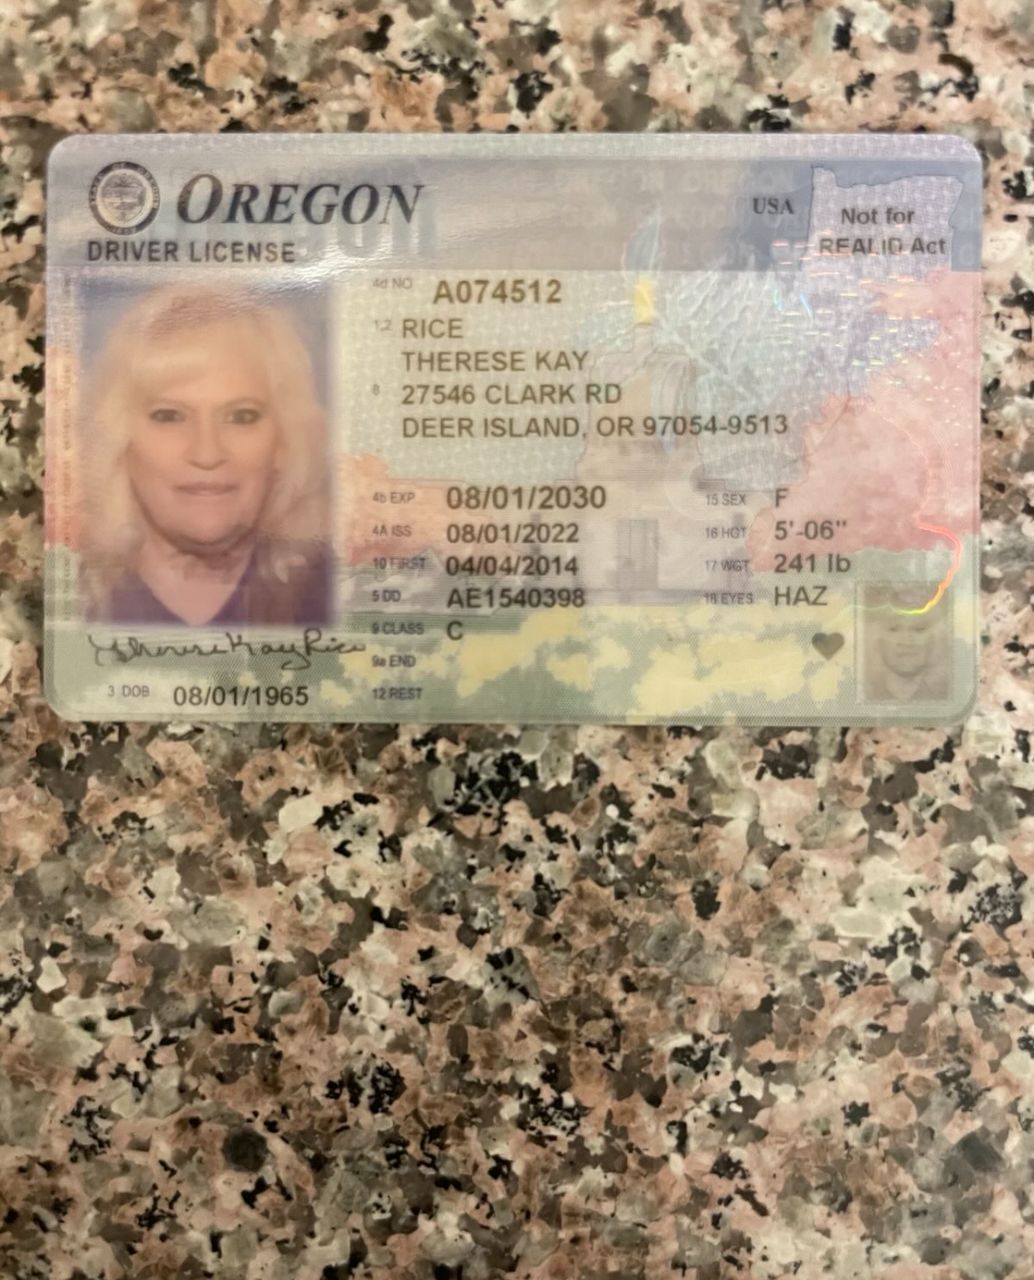 OREGON
USA
Not for
REAL ID Act
DRIVER LICENSE
4d NO A074512
1,2 RICE
THERESE KAY
8 27546 CLARK RD
DEER ISLAND, OR 97054-9513
4b EXP 08/01/2030 15 SEX F
4A ISS 08/01/2022 16 HGT 5'-06"
10 FIRST 04/04/2014 17 WGT 241 lb
5 DD AE1540398 18 EYES HAZ
9 CLASS C
Therese Kay Rice
9a END
3 DOB 08/01/1965 12 REST